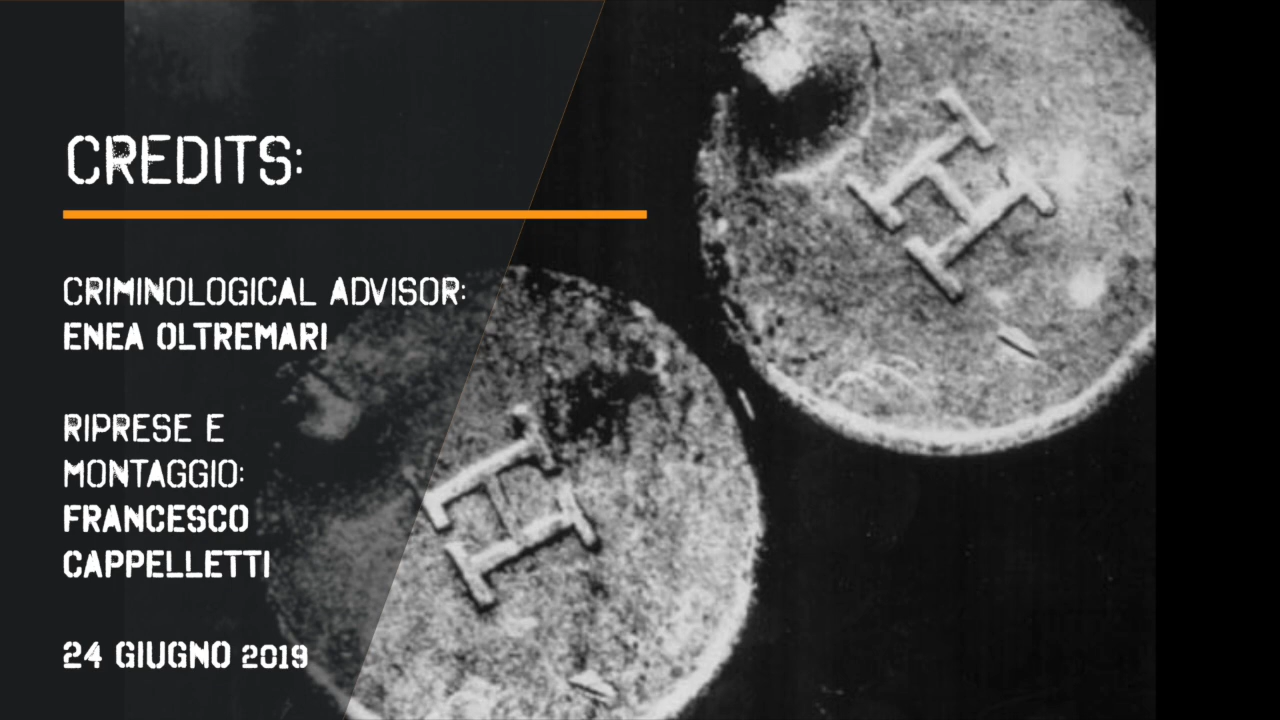 CREDITS:
CRIMINOLOGICAL ADVISOR:
ENEA OLTREMARI
RIPRESE E
MONTAGGIO:
FRANCESCO
CAPPELLETTI
24 GIUGNO 2019
H
H